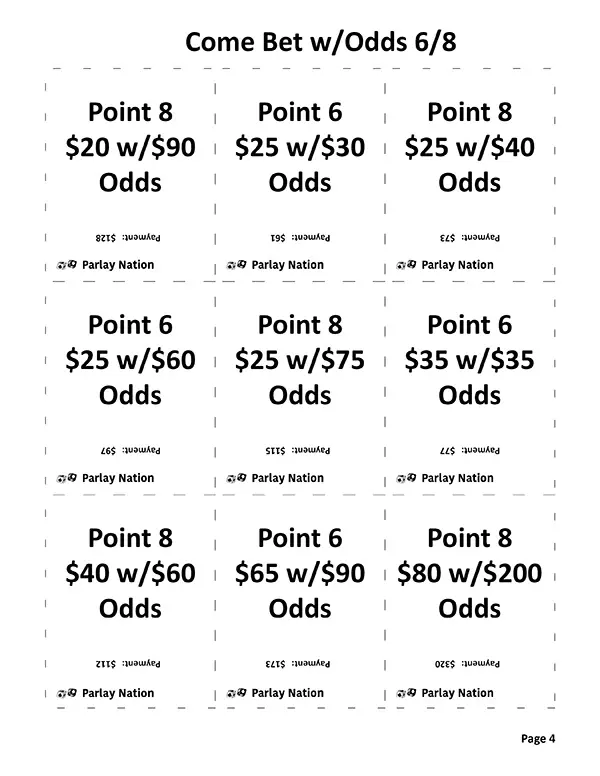 Come Bet w/Odds 6/8
Point 8
$20 w/$90
Odds
Payment: $128
Parlay Nation
Point 6
$25 w/$30
Odds
Payment: $61
Parlay Nation
Point 8
$25 w/$40
Odds
Payment: $73
Parlay Nation
Point 6
$25 w/$60
Odds
Payment: $97
Parlay Nation
Point 8
$25 w/$75
Odds
Payment: $115
Parlay Nation
Point 6
$35 w/$35
Odds
Payment: $77
Parlay Nation
Point 8
$40 w/$60
Odds
Payment: $112
Parlay Nation
Point 6
$65 w/$90
Odds
Payment: $173
Parlay Nation
Point 8
$80 w/$200
Odds
Payment: $320
Parlay Nation
Page 4